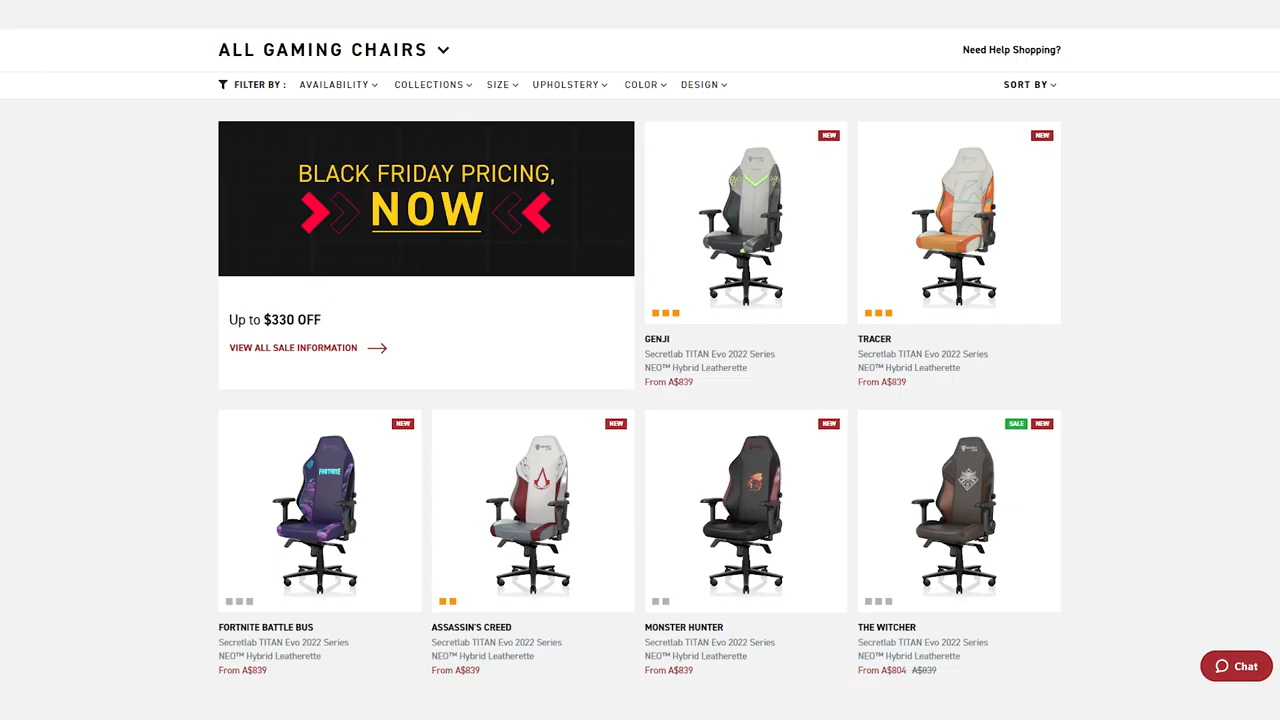 ALL GAMING CHAIRS
Need Help Shopping?
FILTER BY : AVAILABILITY COLLECTIONS SIZE UPHOLSTERY COLOR DESIGN SORT BY
BLACK FRIDAY PRICING,
NOW
Up to $330 OFF
VIEW ALL SALE INFORMATION
NEW
GENJI
Secretlab TITAN Evo 2022 Series
NEO™ Hybrid Leatherette
From A$839
NEW
TRACER
Secretlab TITAN Evo 2022 Series
NEO™ Hybrid Leatherette
From A$839
NEW
FORTNITE
FORTNITE BATTLE BUS
Secretlab TITAN Evo 2022 Series
NEO™ Hybrid Leatherette
From A$839
NEW
ASSASSIN'S CREED
Secretlab TITAN Evo 2022 Series
NEO™ Hybrid Leatherette
From A$839
NEW
MONSTER HUNTER
Secretlab TITAN Evo 2022 Series
NEO™ Hybrid Leatherette
From A$839
SALE NEW
THE WITCHER
Secretlab TITAN Evo 2022 Series
NEO™ Hybrid Leatherette
From A$804 A$839
Chat